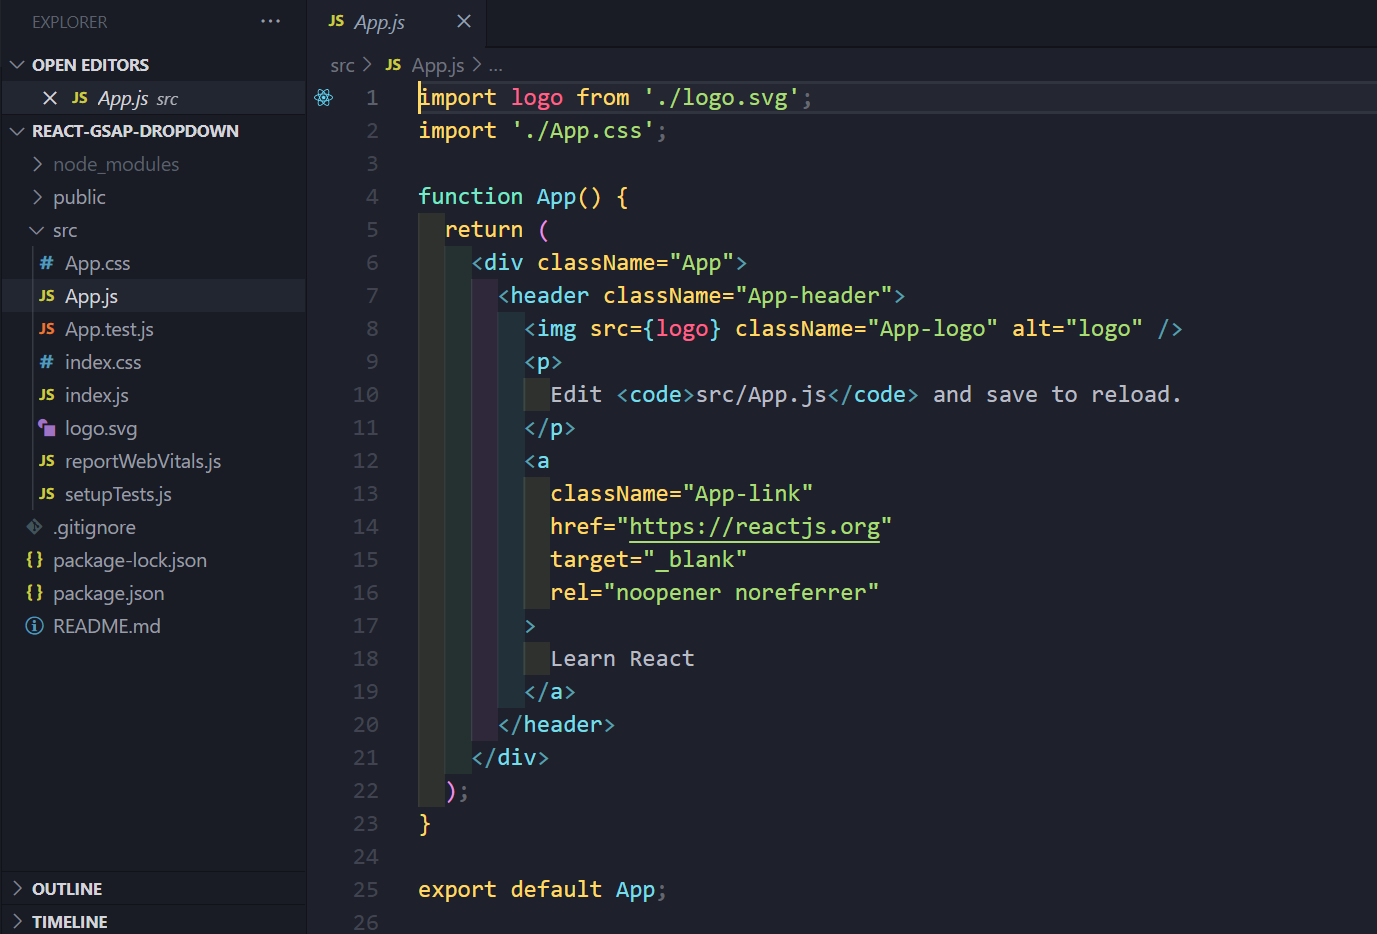 EXPLORER ...
OPEN EDITORS
JS App.js src
REACT-GSAP-DROPDOWN
node_modules
public
src
# App.css
JS App.js
JS App.test.js
# index.css
JS index.js
logo.svg
JS reportWebVitals.js
JS setupTests.js
.gitignore
{} package-lock.json
{} package.json
README.md
OUTLINE
TIMELINE
JS App.js
src > JS App.js > ...
1 import logo from './logo.svg';
2 import './App.css';
3
4 function App() {
5 return (
6 <div className="App">
7 <header className="App-header">
8 <img src={logo} className="App-logo" alt="logo" />
9 <p>
10 Edit <code>src/App.js</code> and save to reload.
11 </p>
12 <a
13 className="App-link"
14 href="https://reactjs.org"
15 target="_blank"
16 rel="noopener noreferrer"
17 >
18 Learn React
19 </a>
20 </header>
21 </div>
22 );
23 }
24
25 export default App;
26